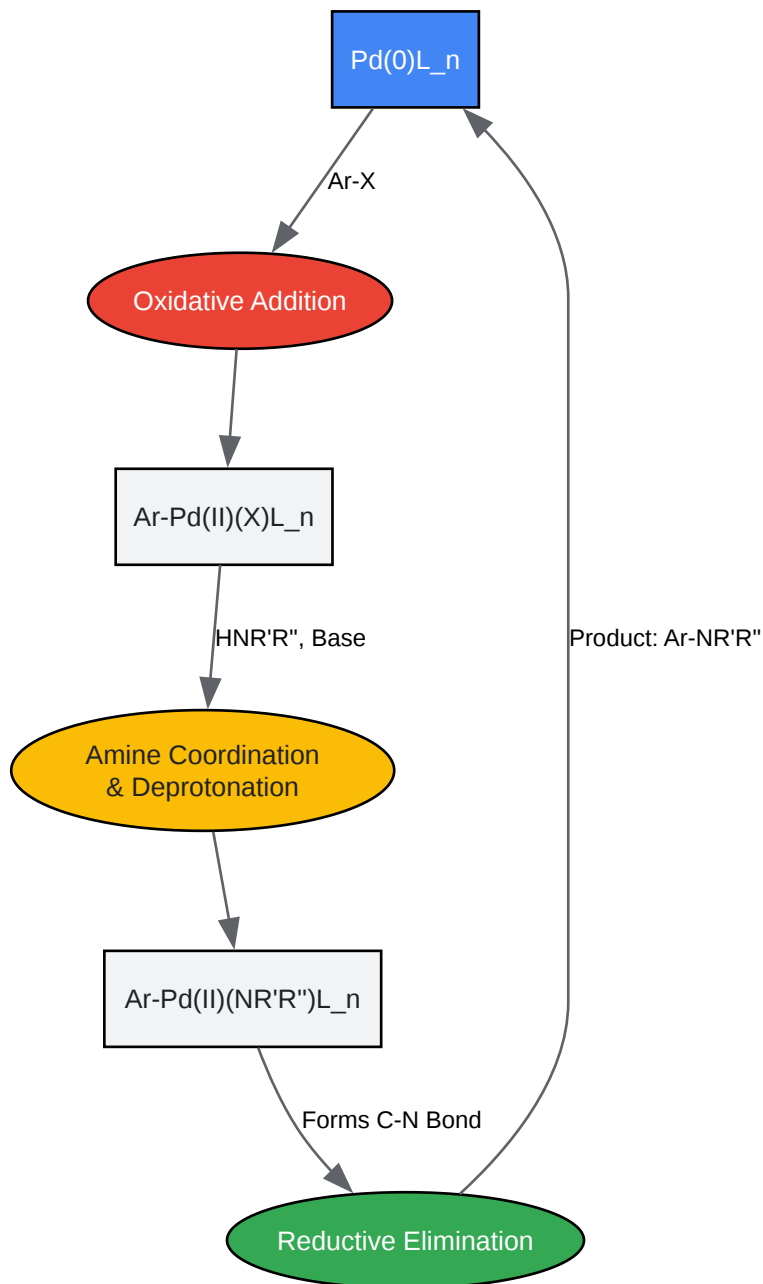 Pd(0)L_n
Ar-X
Oxidative Addition
Ar-Pd(II)(X)L_n
HNR'R", Base
Product: Ar-NR'R"
Amine Coordination
& Deprotonation
Ar-Pd(II)(NR'R")L_n
Forms C-N Bond
Reductive Elimination